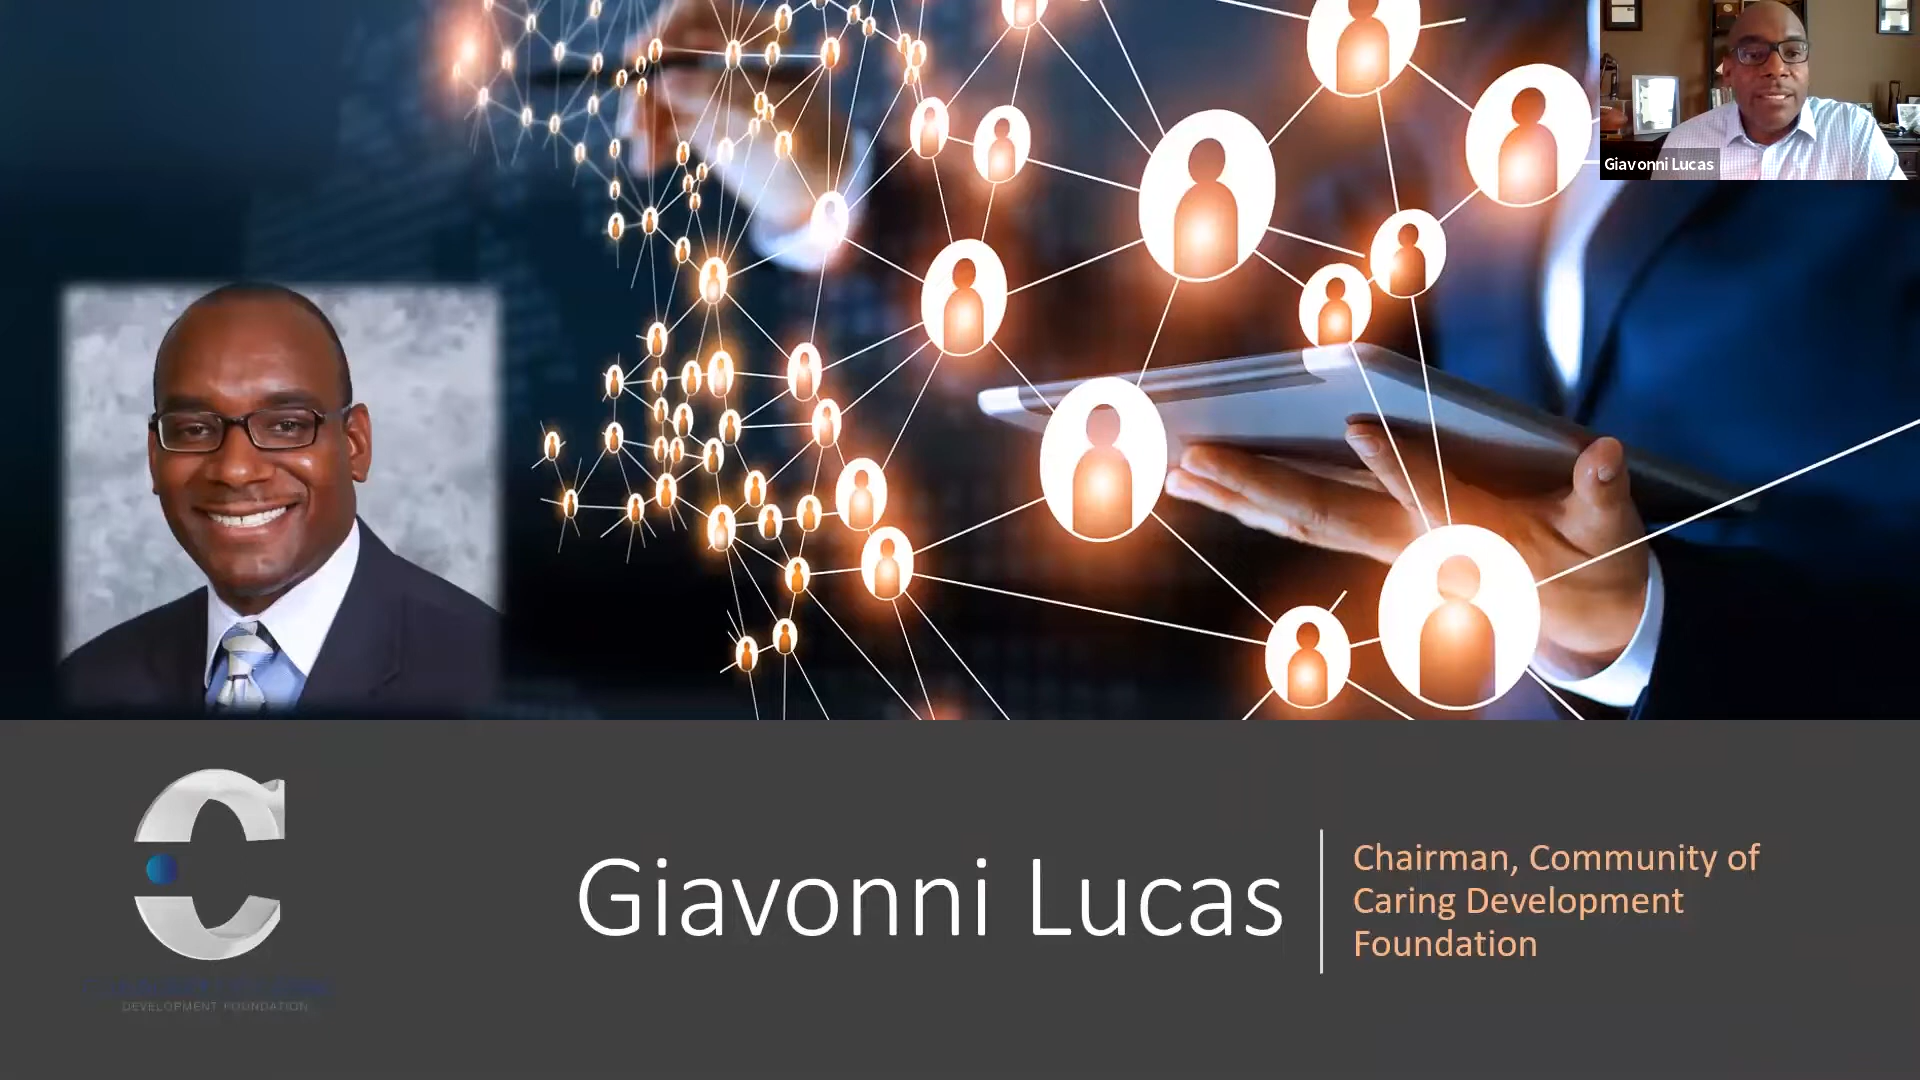 Giavonni Lucas
Giavonni Lucas
Chairman, Community of
Caring Development
Foundation
DEVELOPMENT FOUNDATION